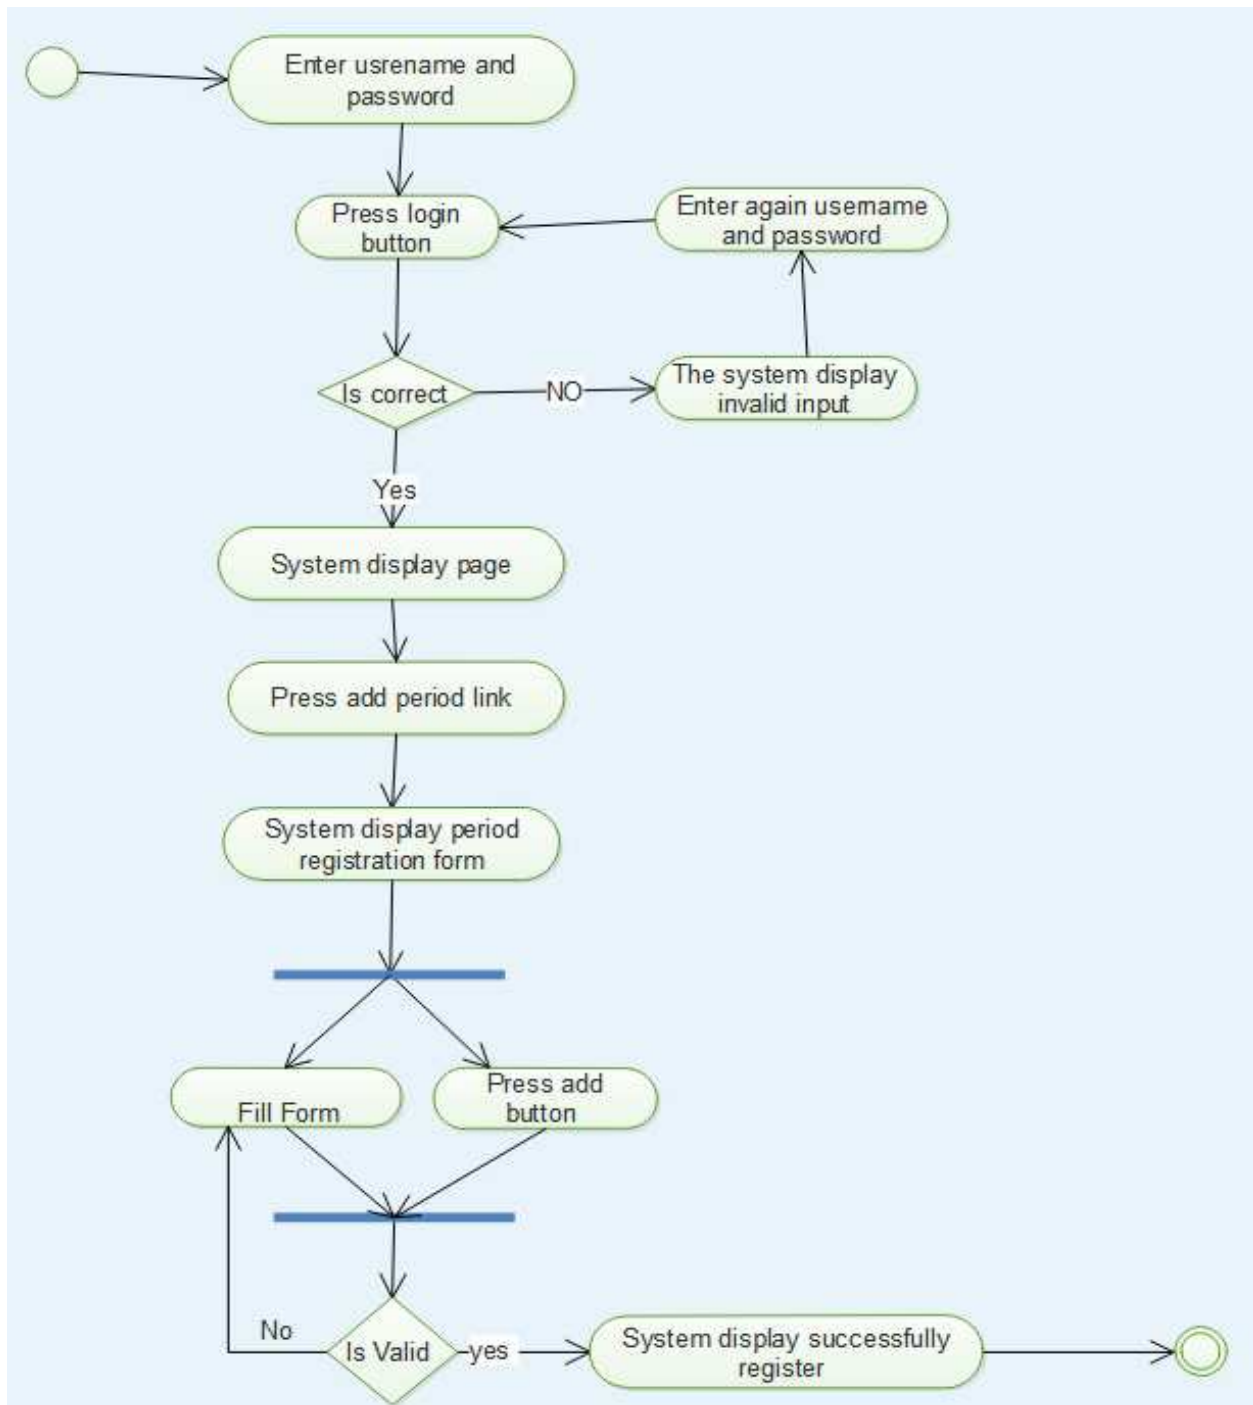 Enter usrename and
password
Press login
button
Enter again username
and password
Is correct
NO
The system display
invalid input
Yes
System display page
Press add period link
System display period
registration form
Fill Form
Press add
button
No
Is Valid
yes
System display successfully
register